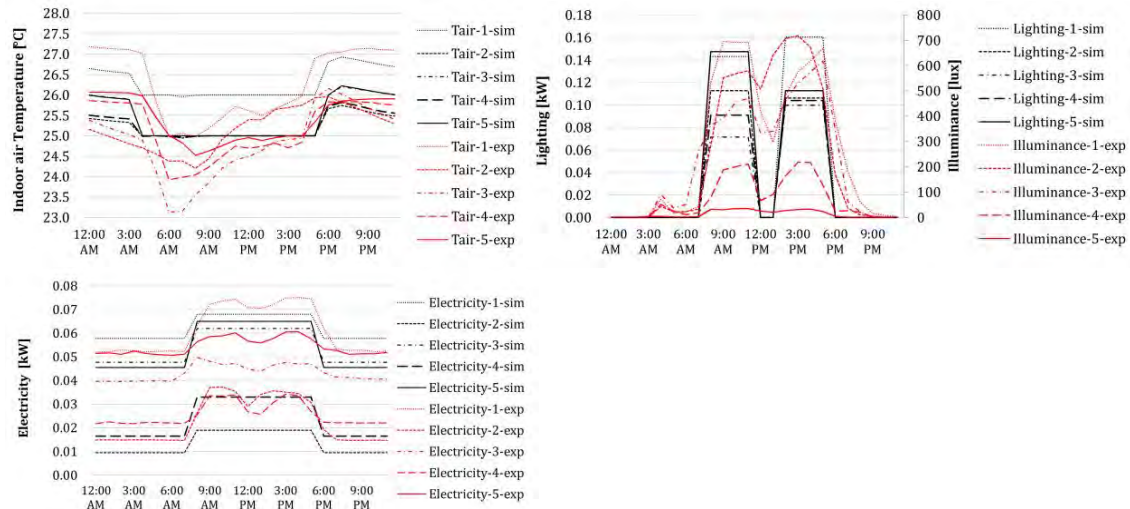 27.0
26.5
26.0
25.5
25.0
24.5
24.0
23.5
23.0
Indoor air Temperature [°C]
12:00 AM
3:00 AM
6:00 AM
9:00 AM
12:00 PM
3:00 PM
6:00 PM
9:00 PM
Tair-1-sim
Tair-2-sim
Tair-3-sim
Tair-4-sim
Tair-5-sim
Tair-1-exp
Tair-2-exp
Tair-3-exp
Tair-4-exp
Tair-5-exp
0.18
0.16
0.14
0.12
0.10
0.08
0.06
0.04
0.02
0.00
Lighting [kW]
800
700
600
500
400
300
200
100
0
Illuminance [lux]
12:00 AM
3:00 AM
6:00 AM
9:00 AM
12:00 PM
3:00 PM
6:00 PM
9:00 PM
Lighting-1-sim
Lighting-2-sim
Lighting-3-sim
Lighting-4-sim
Lighting-5-sim
Illuminance-1-exp
Illuminance-2-exp
Illuminance-3-exp
Illuminance-4-exp
Illuminance-5-exp
0.08
0.07
0.06
0.05
0.04
0.03
0.02
0.01
0.00
Electricity [kW]
12:00 AM
3:00 AM
6:00 AM
9:00 AM
12:00 PM
3:00 PM
6:00 PM
9:00 PM
Electricity-1-sim
Electricity-2-sim
Electricity-3-sim
Electricity-4-sim
Electricity-5-sim
Electricity-1-exp
Electricity-2-exp
Electricity-3-exp
Electricity-4-exp
Electricity-5-exp